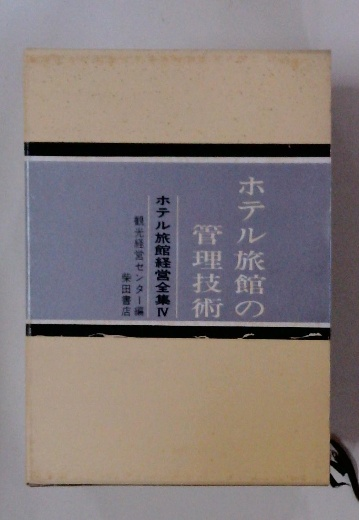 ホテル旅館の
管理技術
ホテル旅館経営全集Ⅳ
観光経営センター編
柴田書店